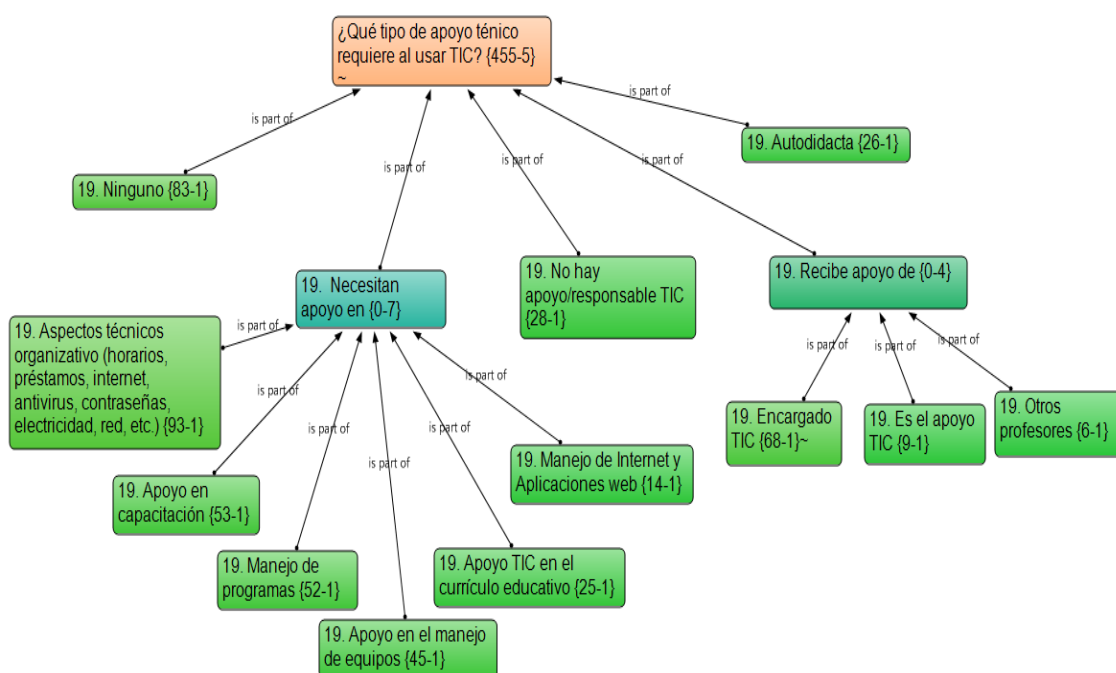 ¿Qué tipo de apoyo ténico
requiere al usar TIC? {455-5}
~
is part of
is part of
is part of
is part of
is part of
19. Autodidacta {26-1}
19. Ninguno {83-1}
19. Necesitan
apoyo en {0-7}
19. No hay
apoyo/responsable TIC
{28-1}
19. Recibe apoyo de {0-4}
is part of
is part of
is part of
is part of
is part of
is part of
is part of
is part of
is part of
19. Aspectos técnicos
organizativo (horarios,
préstamos, internet,
antivirus, contraseñas,
electricidad, red, etc.) {93-1}
19. Encargado
TIC {68-1}~
19. Es el apoyo
TIC {9-1}
19. Otros
profesores {6-1}
19. Apoyo en
capacitación {53-1}
19. Manejo de Internet y
Aplicaciones web {14-1}
19. Manejo de
programas {52-1}
19. Apoyo TIC en el
currículo educativo {25-1}
19. Apoyo en el manejo
de equipos {45-1}